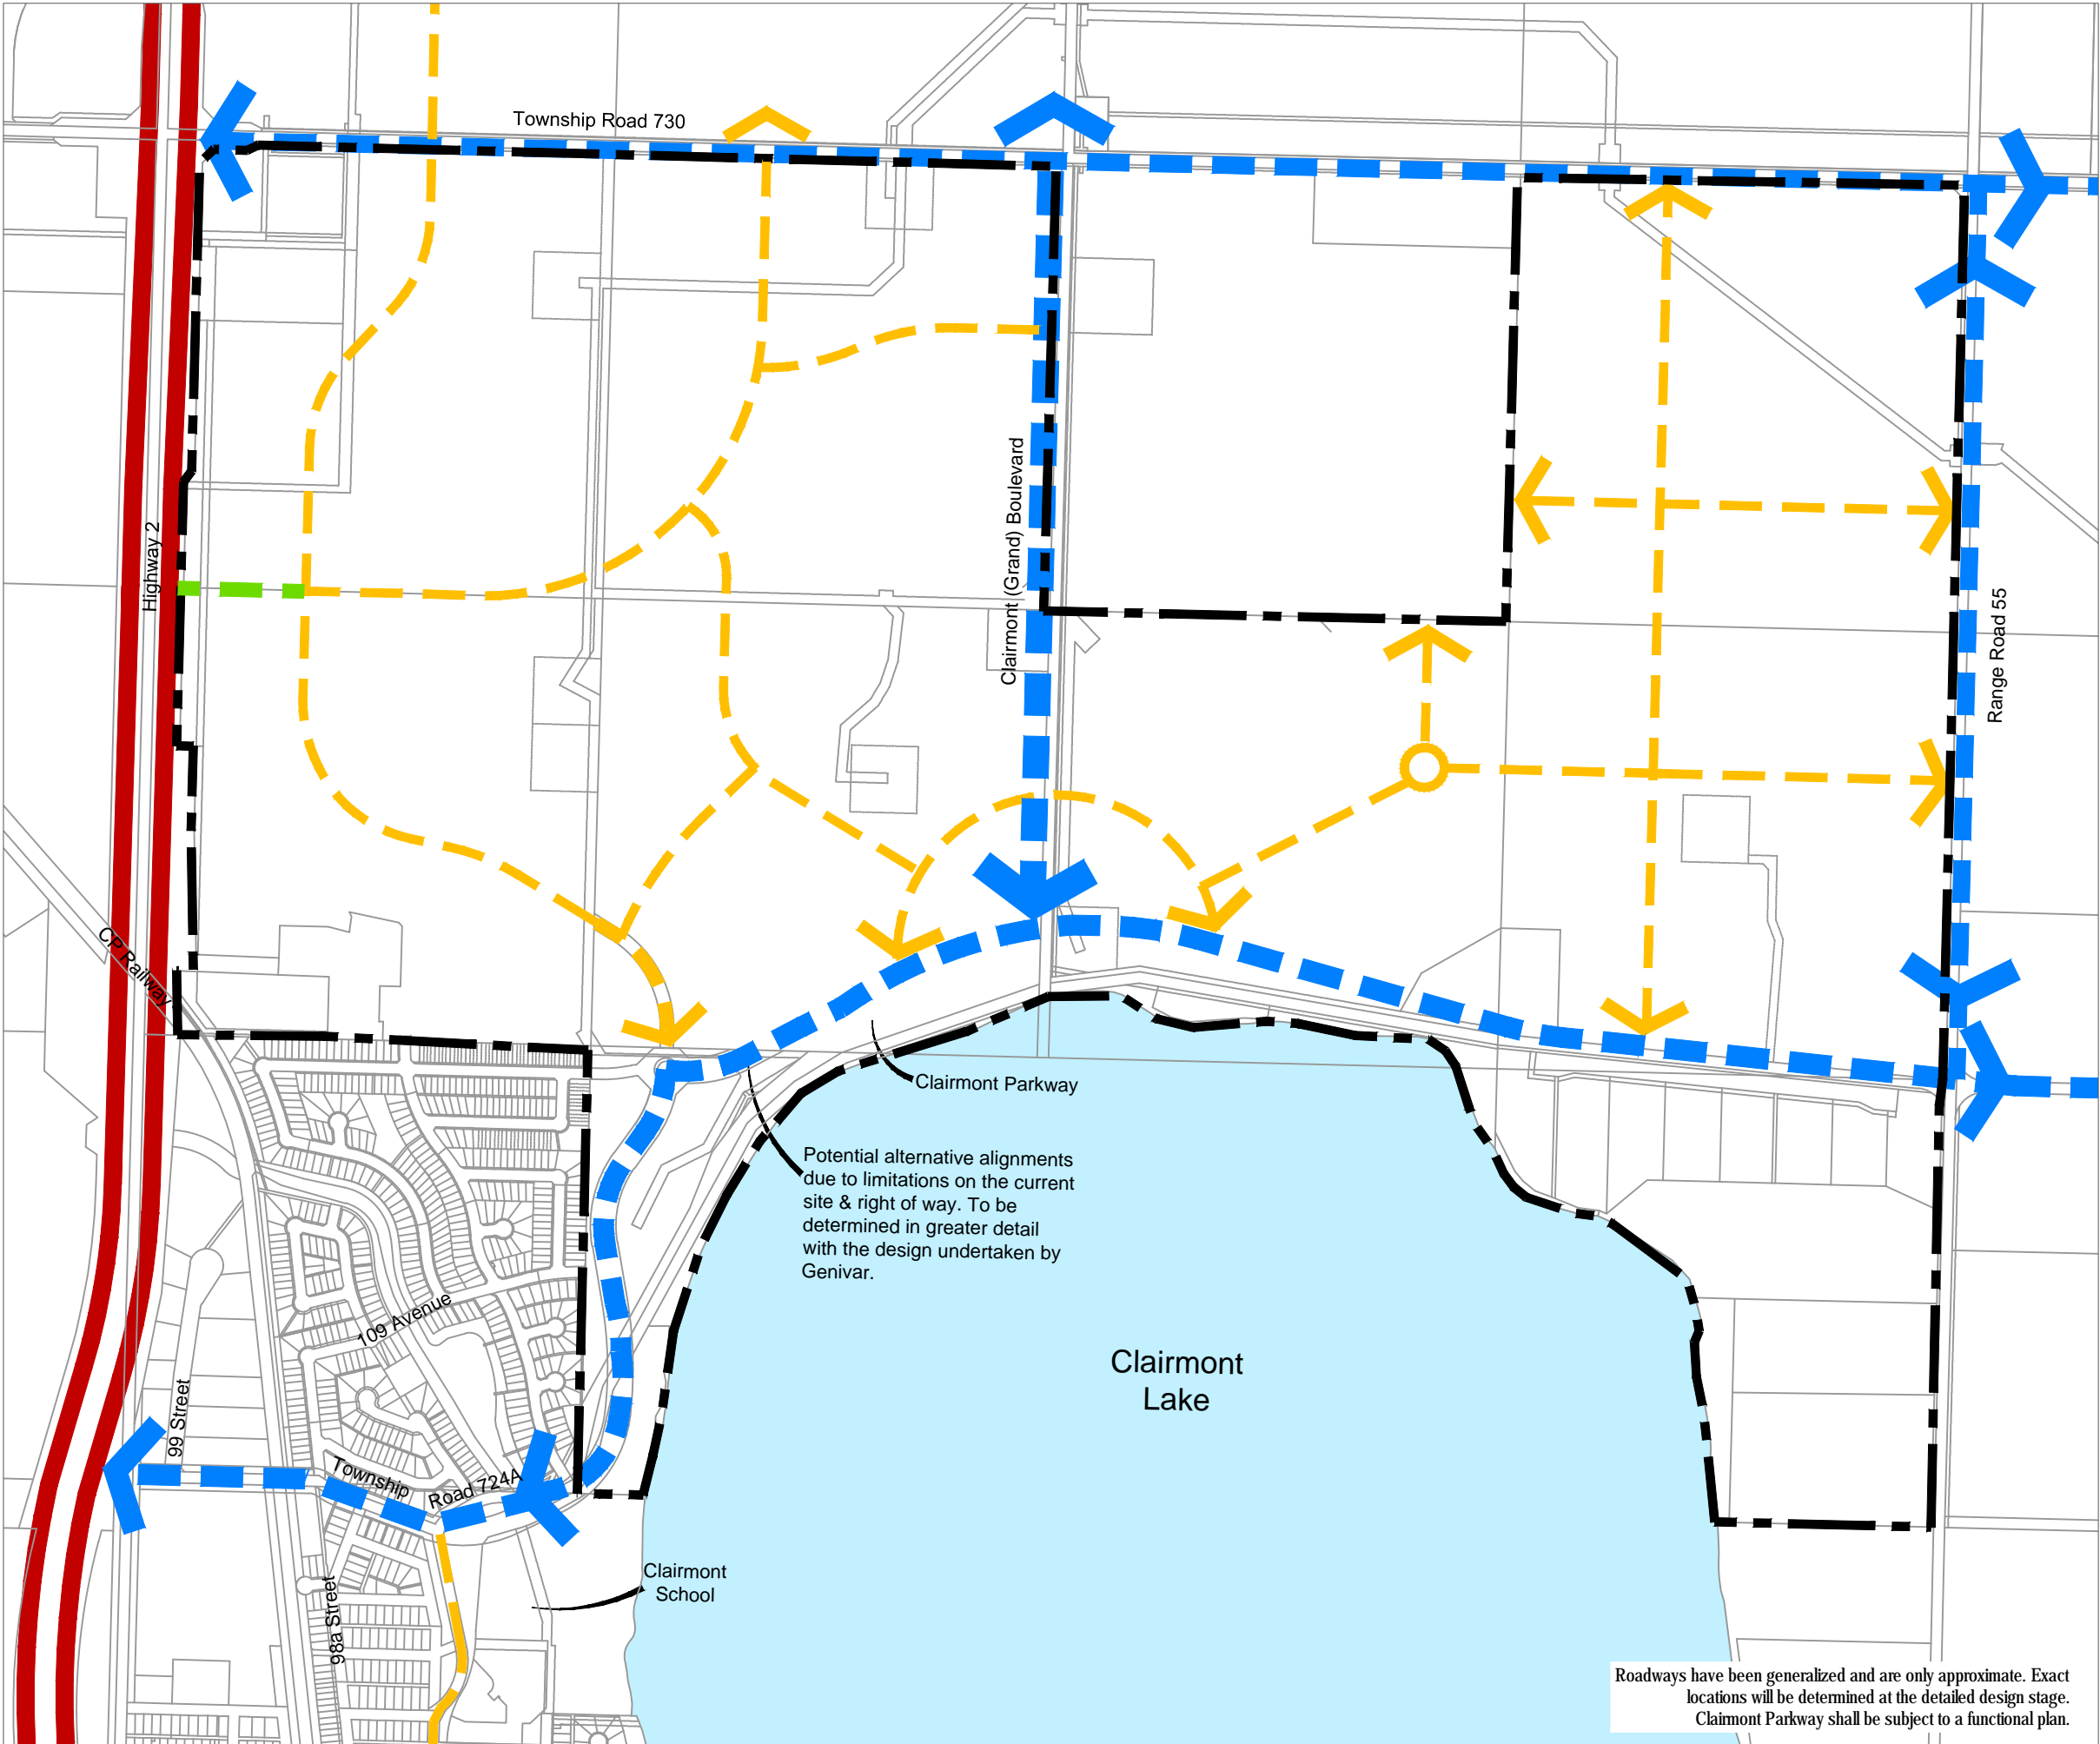 Township Road 730
Highway 2
Clairmont (Grand) Boulevard
Range Road 55
CP Railway
Clairmont Parkway
Potential alternative alignments
due to limitations on the current
site & right of way. To be
determined in greater detail
with the design undertaken by
Genivar.
109 Avenue
Clairmont
Lake
99 Street
Township Road 724A
Clairmont
School
98a Street
Roadways have been generalized and are only approximate. Exact
locations will be determined at the detailed design stage.
Clairmont Parkway shall be subject to a functional plan.